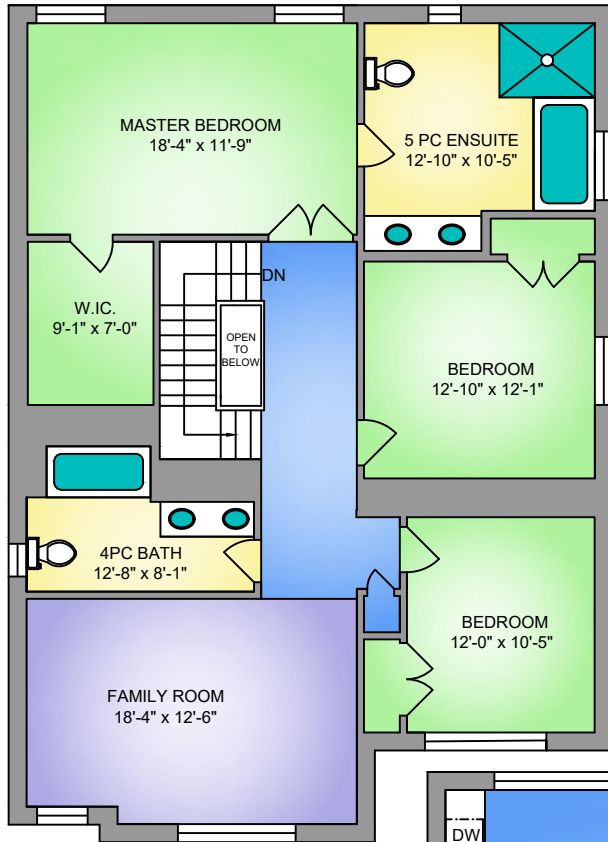 MASTER BEDROOM
18'-4" x 11'-9"
5 PC ENSUITE
12'-10" x 10'-5"
DN
W.IC.
9'-1" x 7'-0"
OPEN
TO
BELOW
BEDROOM
12'-10" x 12'-1"
4PC BATH
12'-8" x 8'-1"
BEDROOM
12'-0" x 10'-5"
FAMILY ROOM
18'-4" x 12'-6"
DW